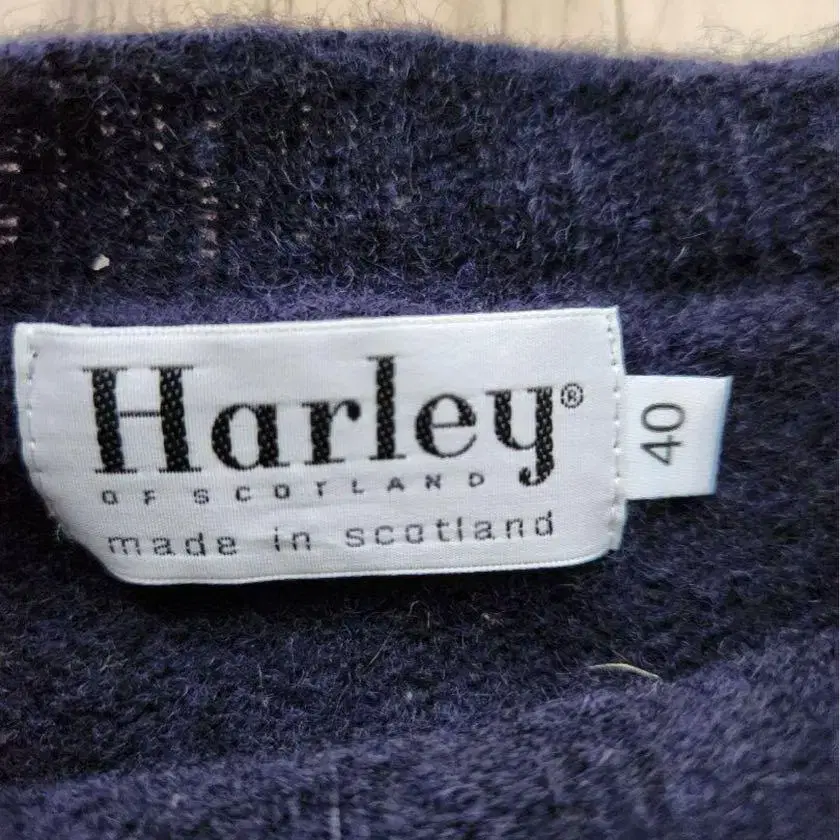 Harley®
OF SCOTLAND
made in scotland
40